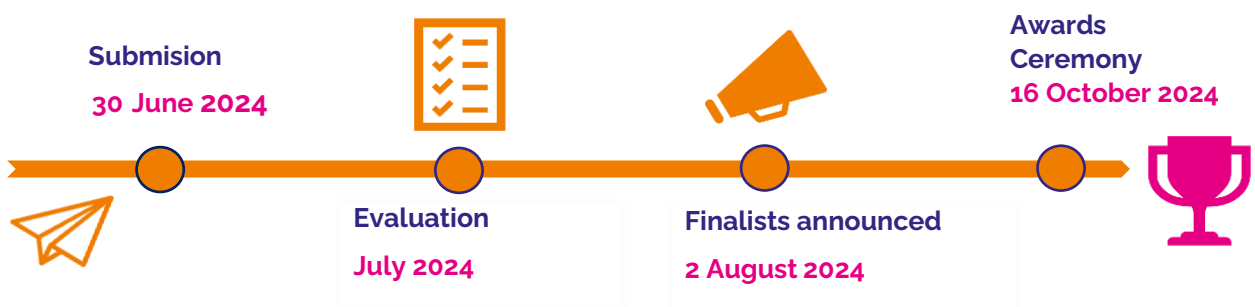 Submision
30 June 2024
Evaluation
July 2024
Finalists announced
2 August 2024
Awards
Ceremony
16 October 2024